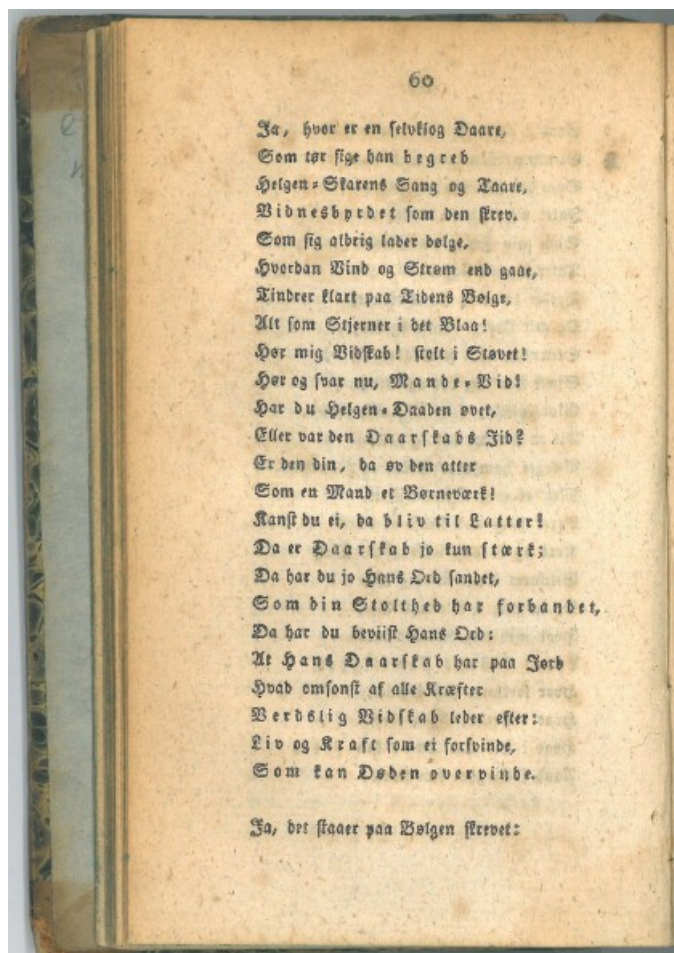 60
Ja, hvor er en selvklog Daare,
Som tør sige han begreb
Helgen-Skarens Sang og Taare,
Vidnesbyrdet som den skrev.
Som sig aldrig lader dølge,
Hvordan Vind og Strøm end gaae,
Tindrer klart paa Tidens Bølge,
Alt som Stjerner i det Blaa!
Hør mig Vidskab! stolt i Støvet!
Hør og svar nu, Mande-Vid!
Har du Helgen-Daaden øvet,
Eller var den Daarskabs Jid?
Er den din, da øv den atter
Som en Mand et Børneværk!
Kanst du ei, da bliv til Latter!
Da er Daarskab jo kun stærk;
Da har du jo Hans Ord sandet,
Som din Stolthed har forbandet,
Da har du beviist Hans Ord:
At Hans Daarskab har paa Jord
Hvad omsonst af alle Kræfter
Verdslig Vidskab leder efter:
Liv og Kraft som ei forsvinde,
Som kan Døden overvinde.
Ja, det staaer paa Bølgen skrevet: